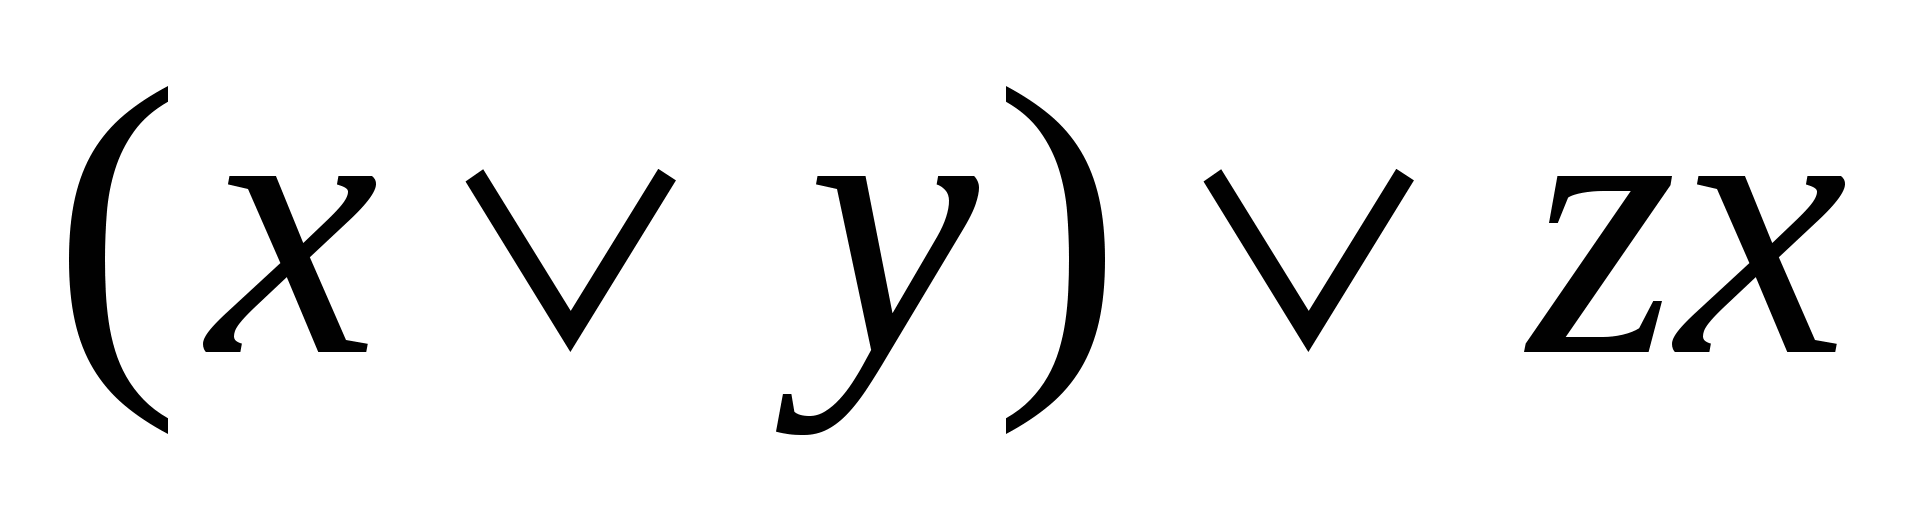 (x ∨ y) ∨ zx